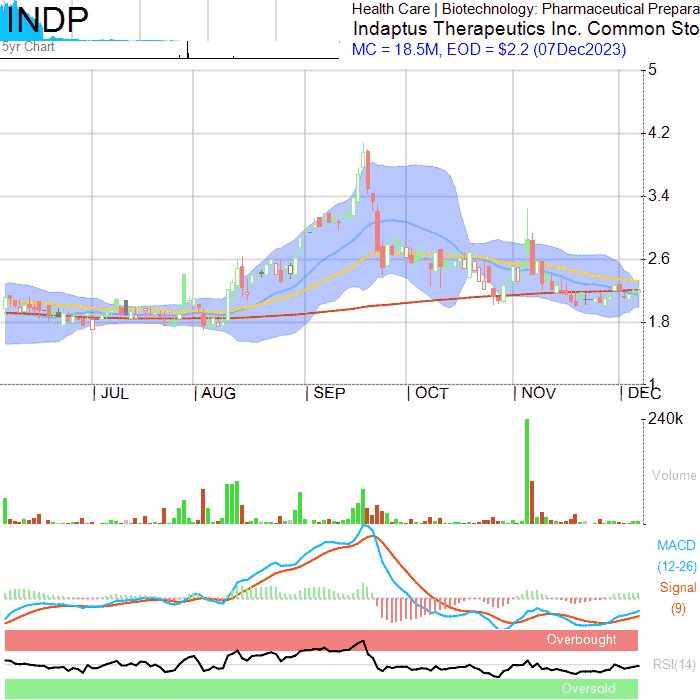 INDP
5yr Chart
Health Care | Biotechnology: Pharmaceutical Prepara
Indaptus Therapeutics Inc. Common Sto
MC = 18.5M, EOD = $2.2 (07Dec2023)
5
4.2
3.4
2.6
1.8
1
JUL AUG SEP OCT NOV DEC
240k
Volume
MACD
(12-26)
Signal
(9)
Overbought
RSI(14)
Oversold